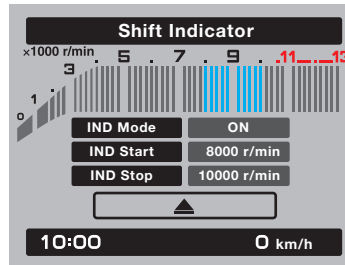 Shift Indicator
×1000 r/min
0 1 3 . 5 . 7 . 9 . 11 . 13
IND Mode ON
IND Start 8000 r/min
IND Stop 10000 r/min
10:00 0 km/h